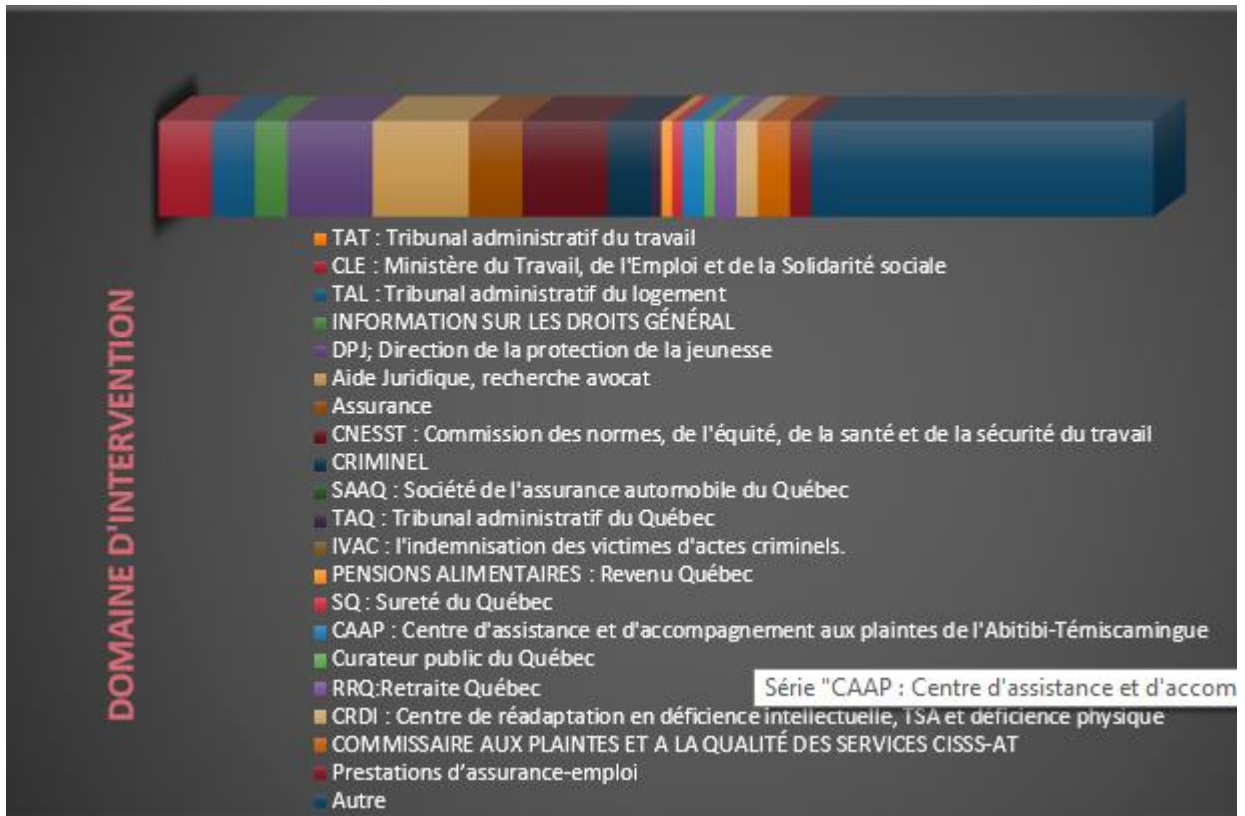 DOMAINE D'INTERVENTION
TAT : Tribunal administratif du travail
CLE : Ministère du Travail, de l'Emploi et de la Solidarité sociale
TAL : Tribunal administratif du logement
INFORMATION SUR LES DROITS GÉNÉRAL
DPJ; Direction de la protection de la jeunesse
Aide Juridique, recherche avocat
Assurance
CNESST : Commission des normes, de l'équité, de la santé et de la sécurité du travail
CRIMINEL
SAAQ : Société de l'assurance automobile du Québec
TAQ : Tribunal administratif du Québec
IVAC : l'indemnisation des victimes d'actes criminels.
PENSIONS ALIMENTAIRES : Revenu Québec
SQ : Sureté du Québec
CAAP : Centre d'assistance et d'accompagnement aux plaintes de l'Abitibi-Témiscamingue
Curateur public du Québec
RRQ:Retraite Québec
Série "CAAP : Centre d'assistance et d'accom
CRDI : Centre de réadaptation en déficience intellectuelle, TSA et déficience physique
COMMISSAIRE AUX PLAINTES ET A LA QUALITÉ DES SERVICES CISSS-AT
Prestations d’assurance-emploi
Autre